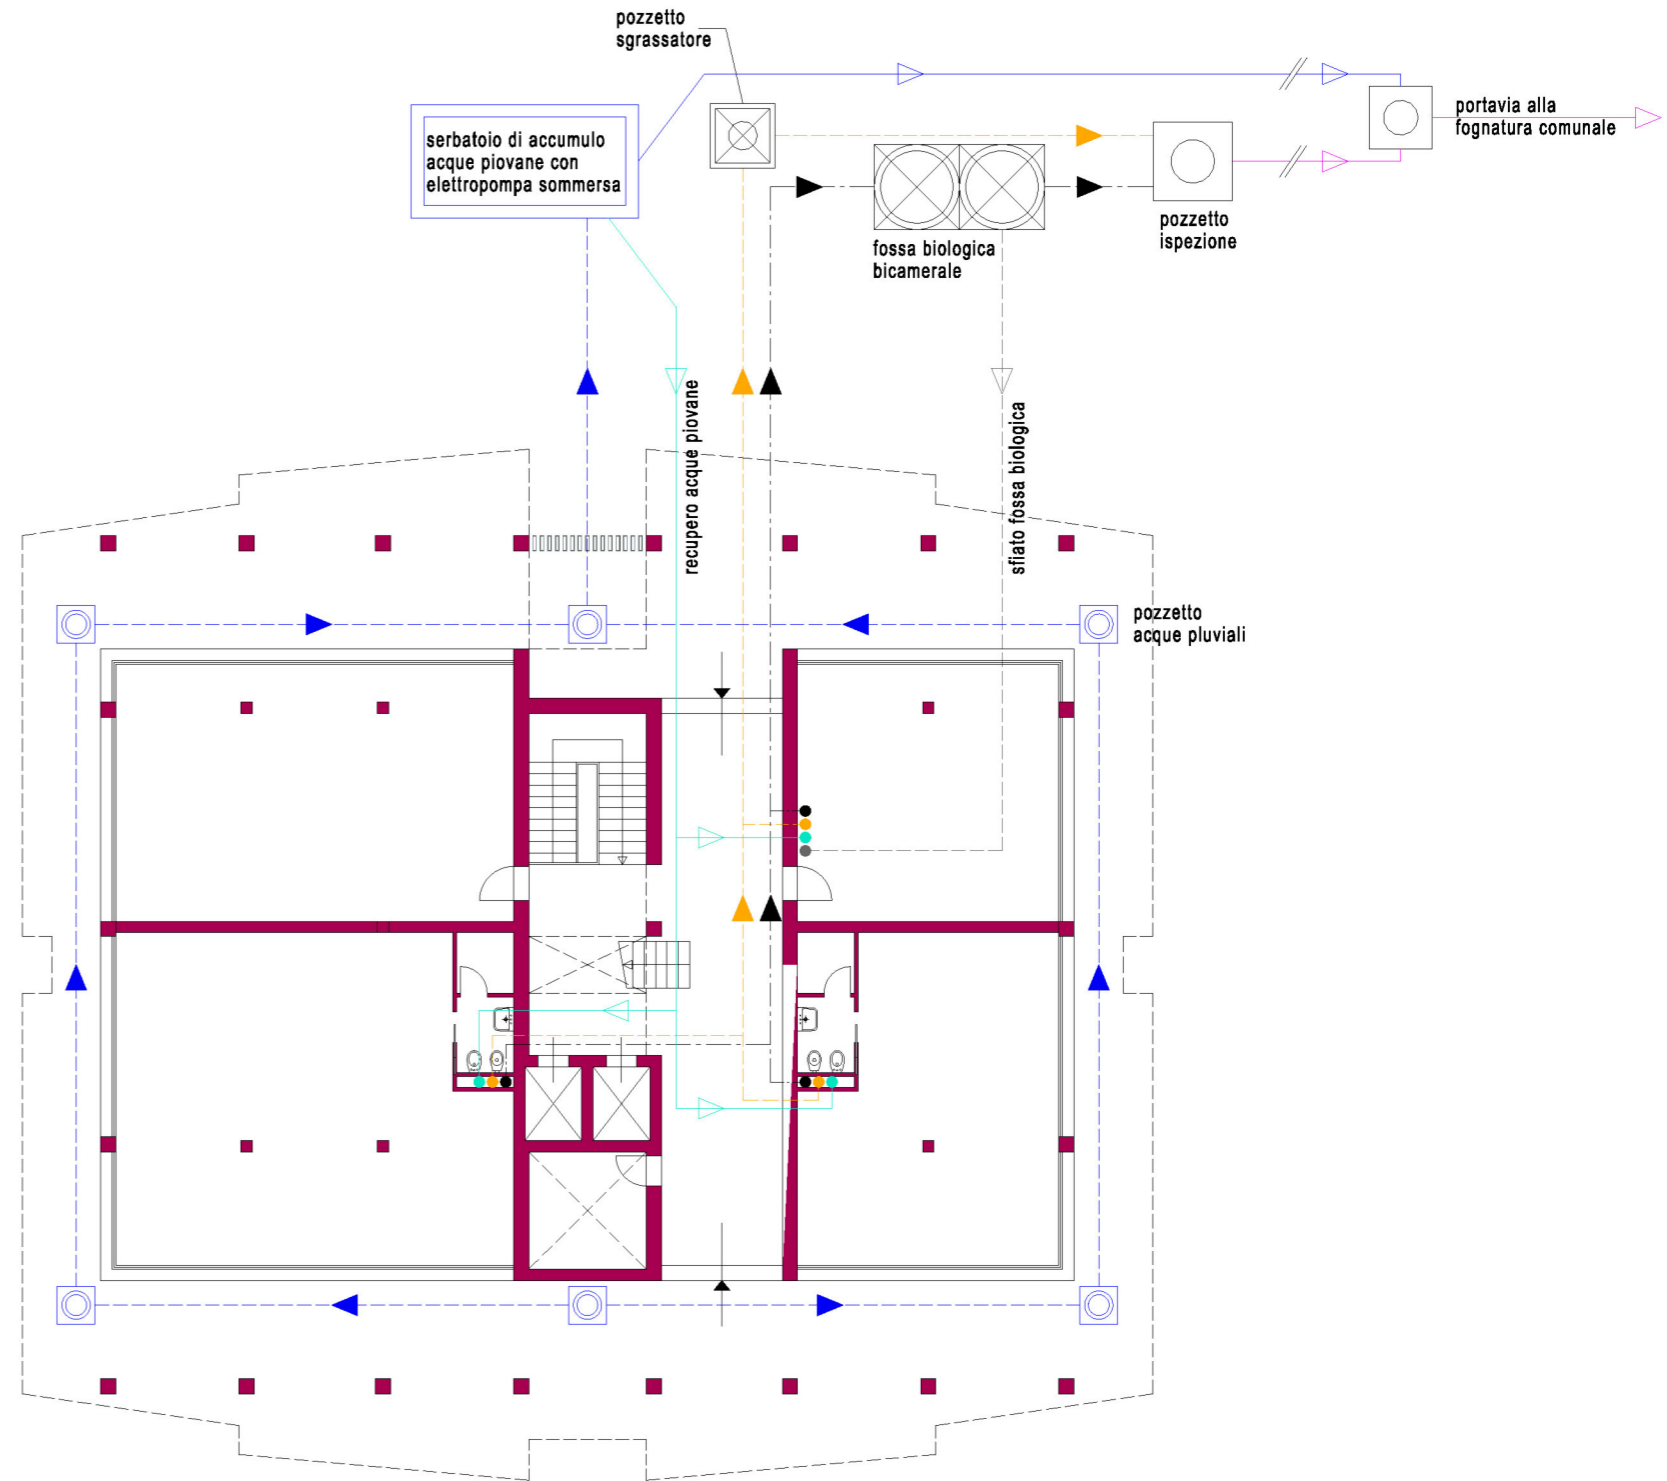 pozzetto
sgrassatore
serbatoio di accumulo
acque piovane con
elettropompa sommersa
portavia alla
fognatura comunale
pozzetto
ispezione
fossa biologica
bicamerale
recupero acque piovane
sfiato fossa biologica
pozzetto
acque pluviali